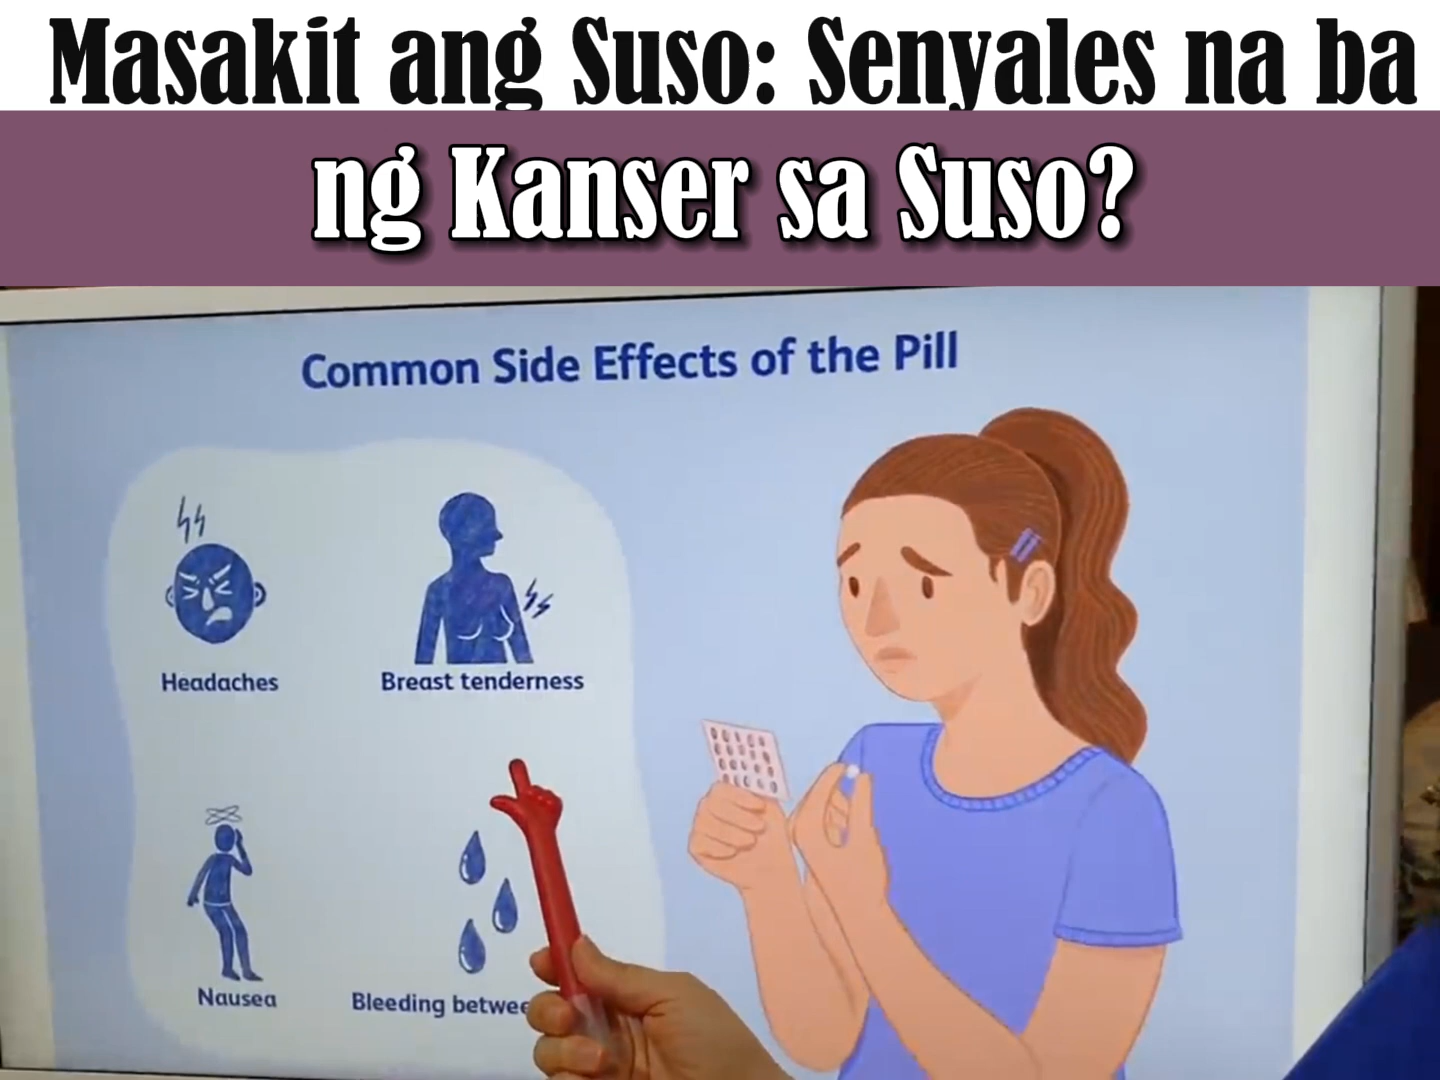 Masakit ang Suso: Senyales na ba
ng Kanser sa Suso?
Common Side Effects of the Pill
Headaches
Breast tenderness
Nausea
Bleeding